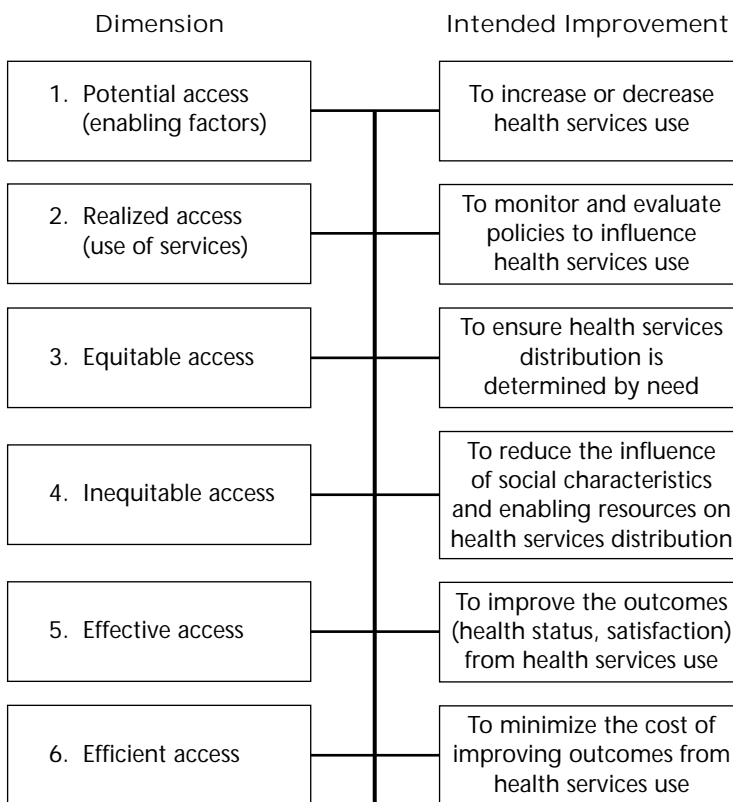 Dimension
Intended Improvement
1. Potential access
(enabling factors)
To increase or decrease
health services use
2. Realized access
(use of services)
To monitor and evaluate
policies to influence
health services use
3. Equitable access
To ensure health services
distribution is
determined by need
4. Inequitable access
To reduce the influence
of social characteristics
and enabling resources on
health services distribution
5. Effective access
To improve the outcomes
(health status, satisfaction)
from health services use
6. Efficient access
To minimize the cost of
improving outcomes from
health services use